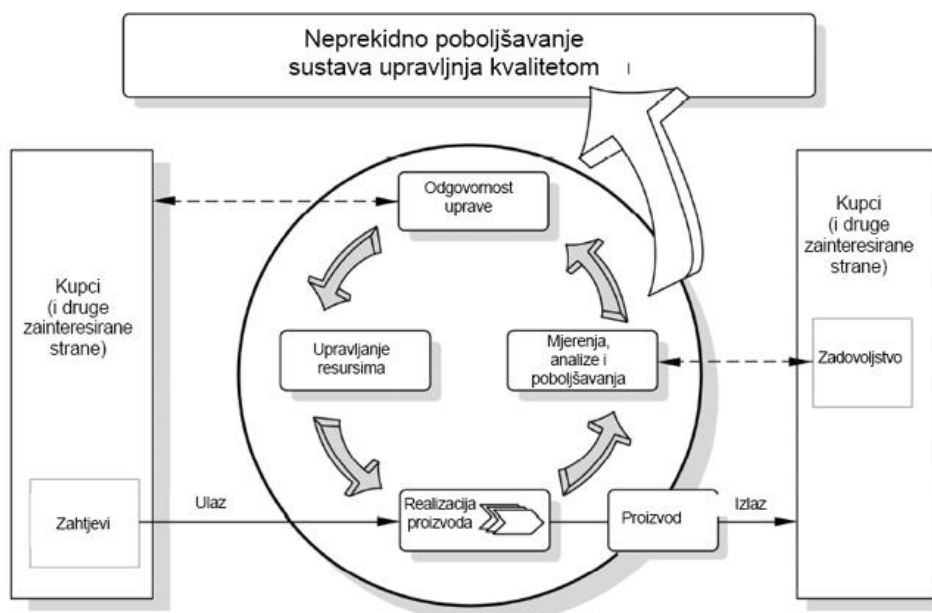 Neprekidno poboljšavanje
sustava upravljnja kvalitetom
Odgovornost
uprave
Kupci
(i druge
zainteresirane
strane)
Kupci
(i druge
zainteresirane
strane)
Upravljanje
resursima
Mjerenja,
analize i
poboljšavanja
Zadovoljstvo
Zahtjevi
Ulaz
Realizacija
proizvoda
Proizvod
Izlaz